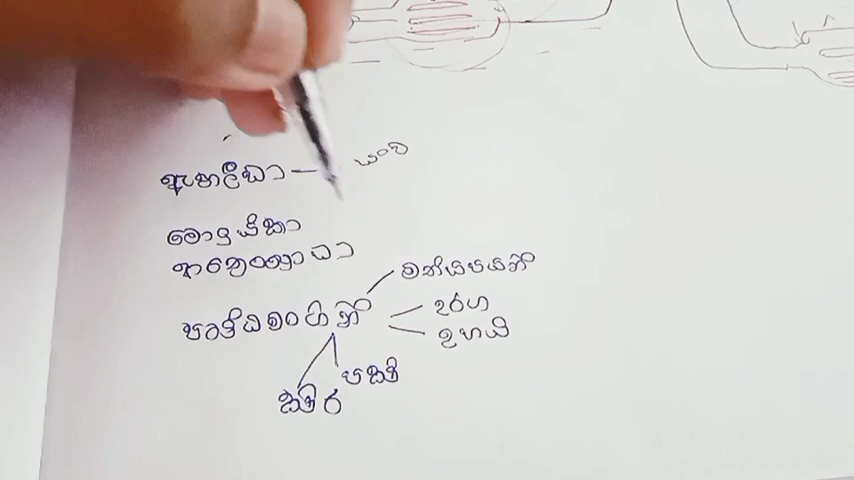 ඇනලීඩා – යංච
මොලුස්කා
ආත්‍රොපෝඩා
පෘෂ්ඨවංශී මත්ස්‍යයන්
උරග
උභය
පක්ෂි
ක්ෂීර